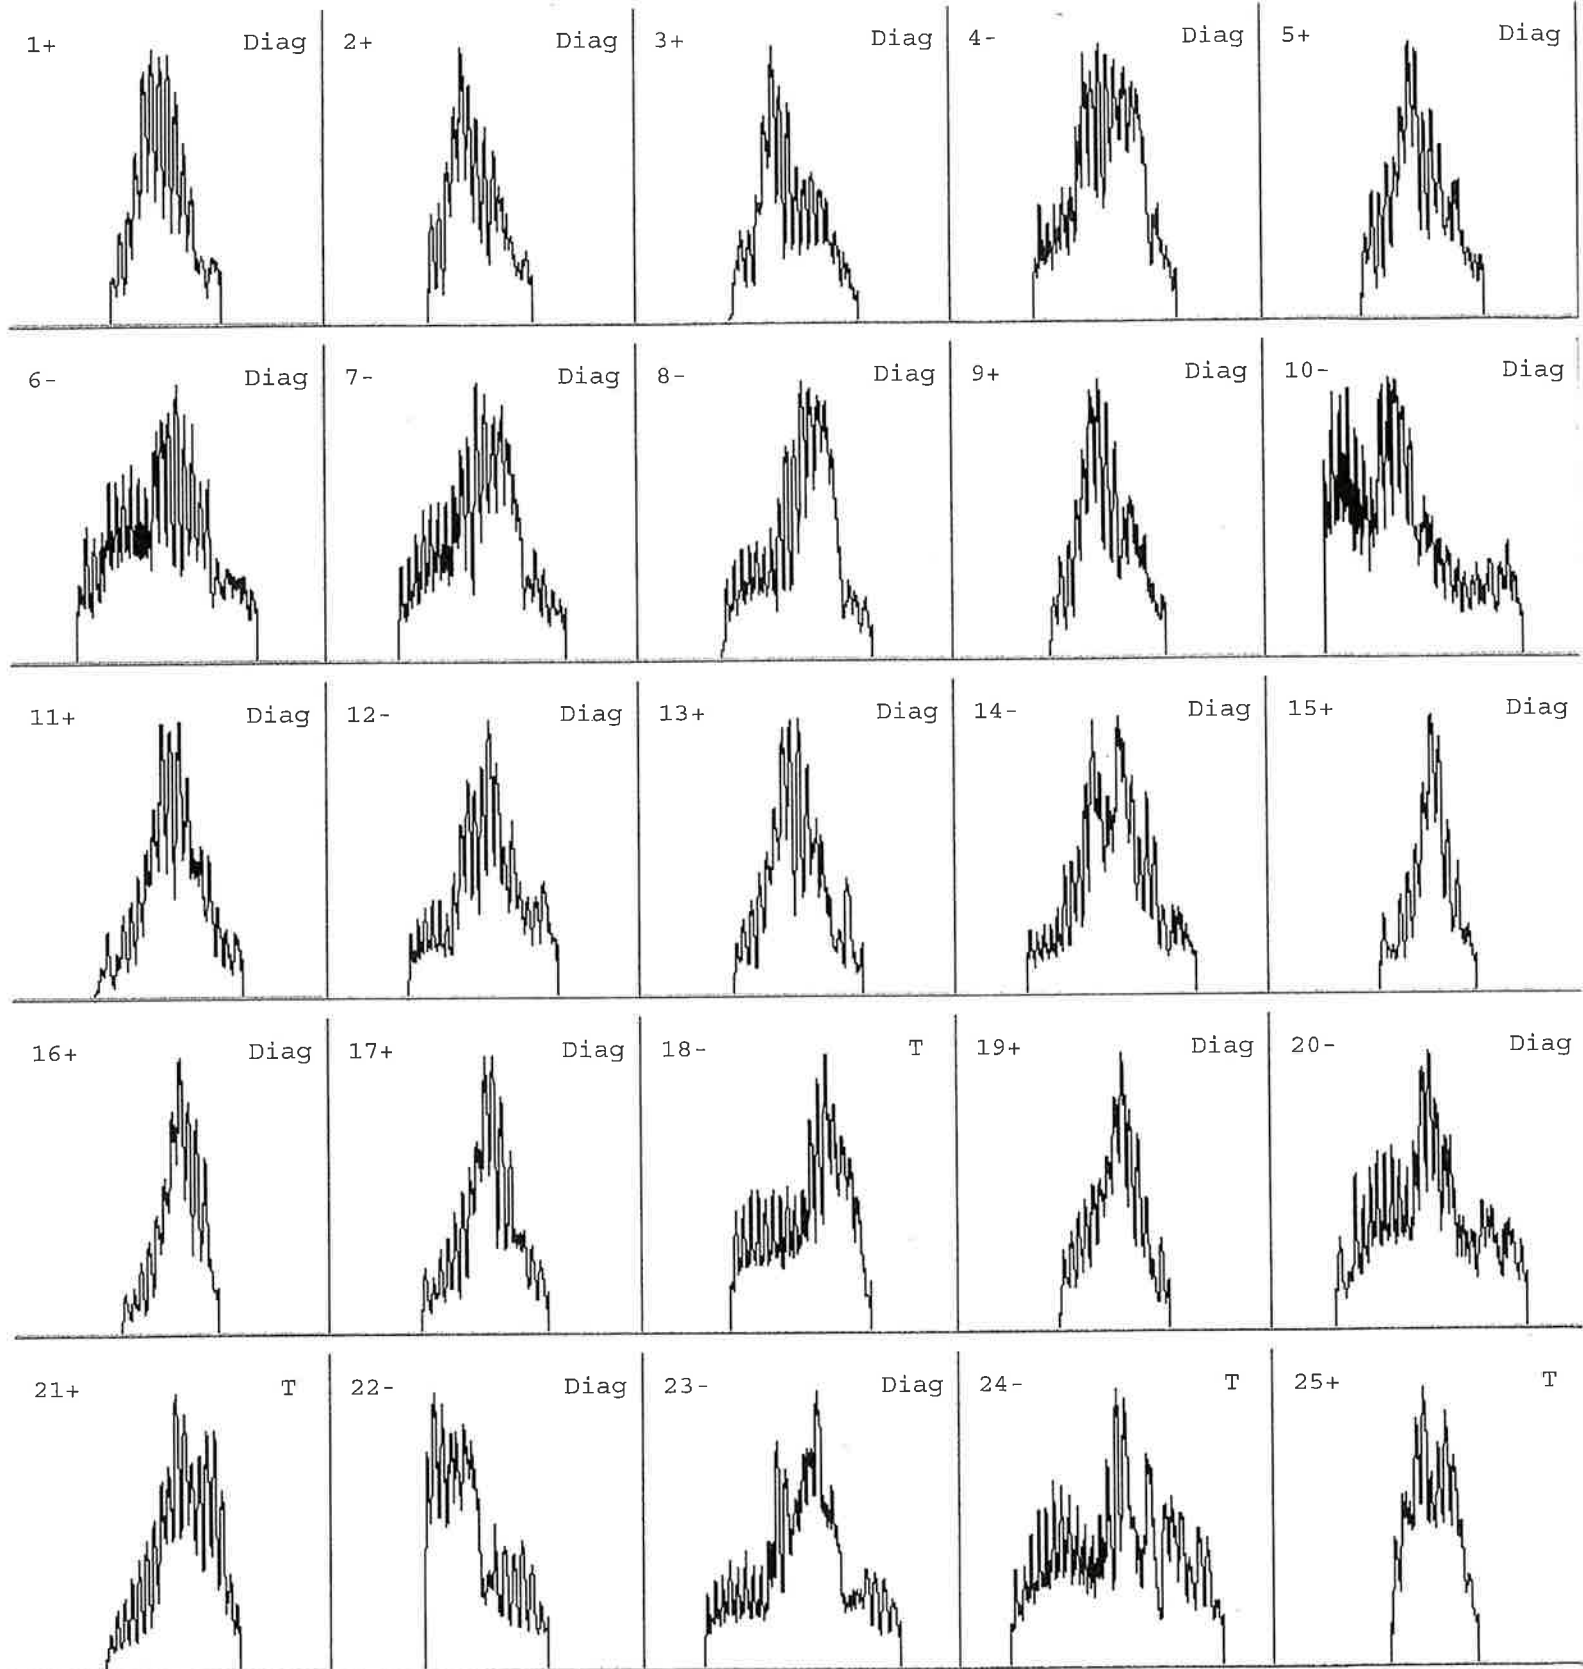 1+ Diag 2+ Diag 3+ Diag 4- Diag 5+ Diag
6- Diag 7- Diag 8- Diag 9+ Diag 10- Diag
11+ Diag 12- Diag 13+ Diag 14- Diag 15+ Diag
16+ Diag 17+ Diag 18- T 19+ Diag 20- Diag
21+ T 22- Diag 23- Diag 24- T 25+ T